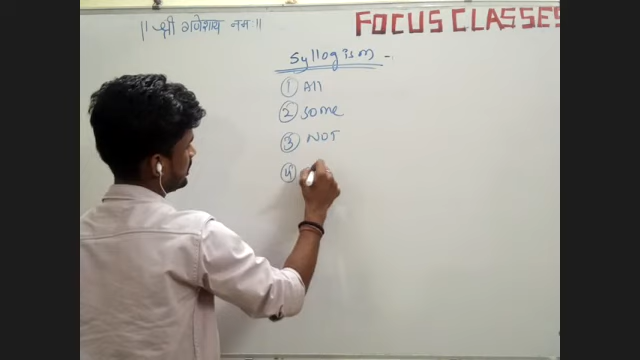 || श्री गणेशाय नमः ||
FOCUS CLASSES
Syllogism -
① All
② Some
③ NOT
④